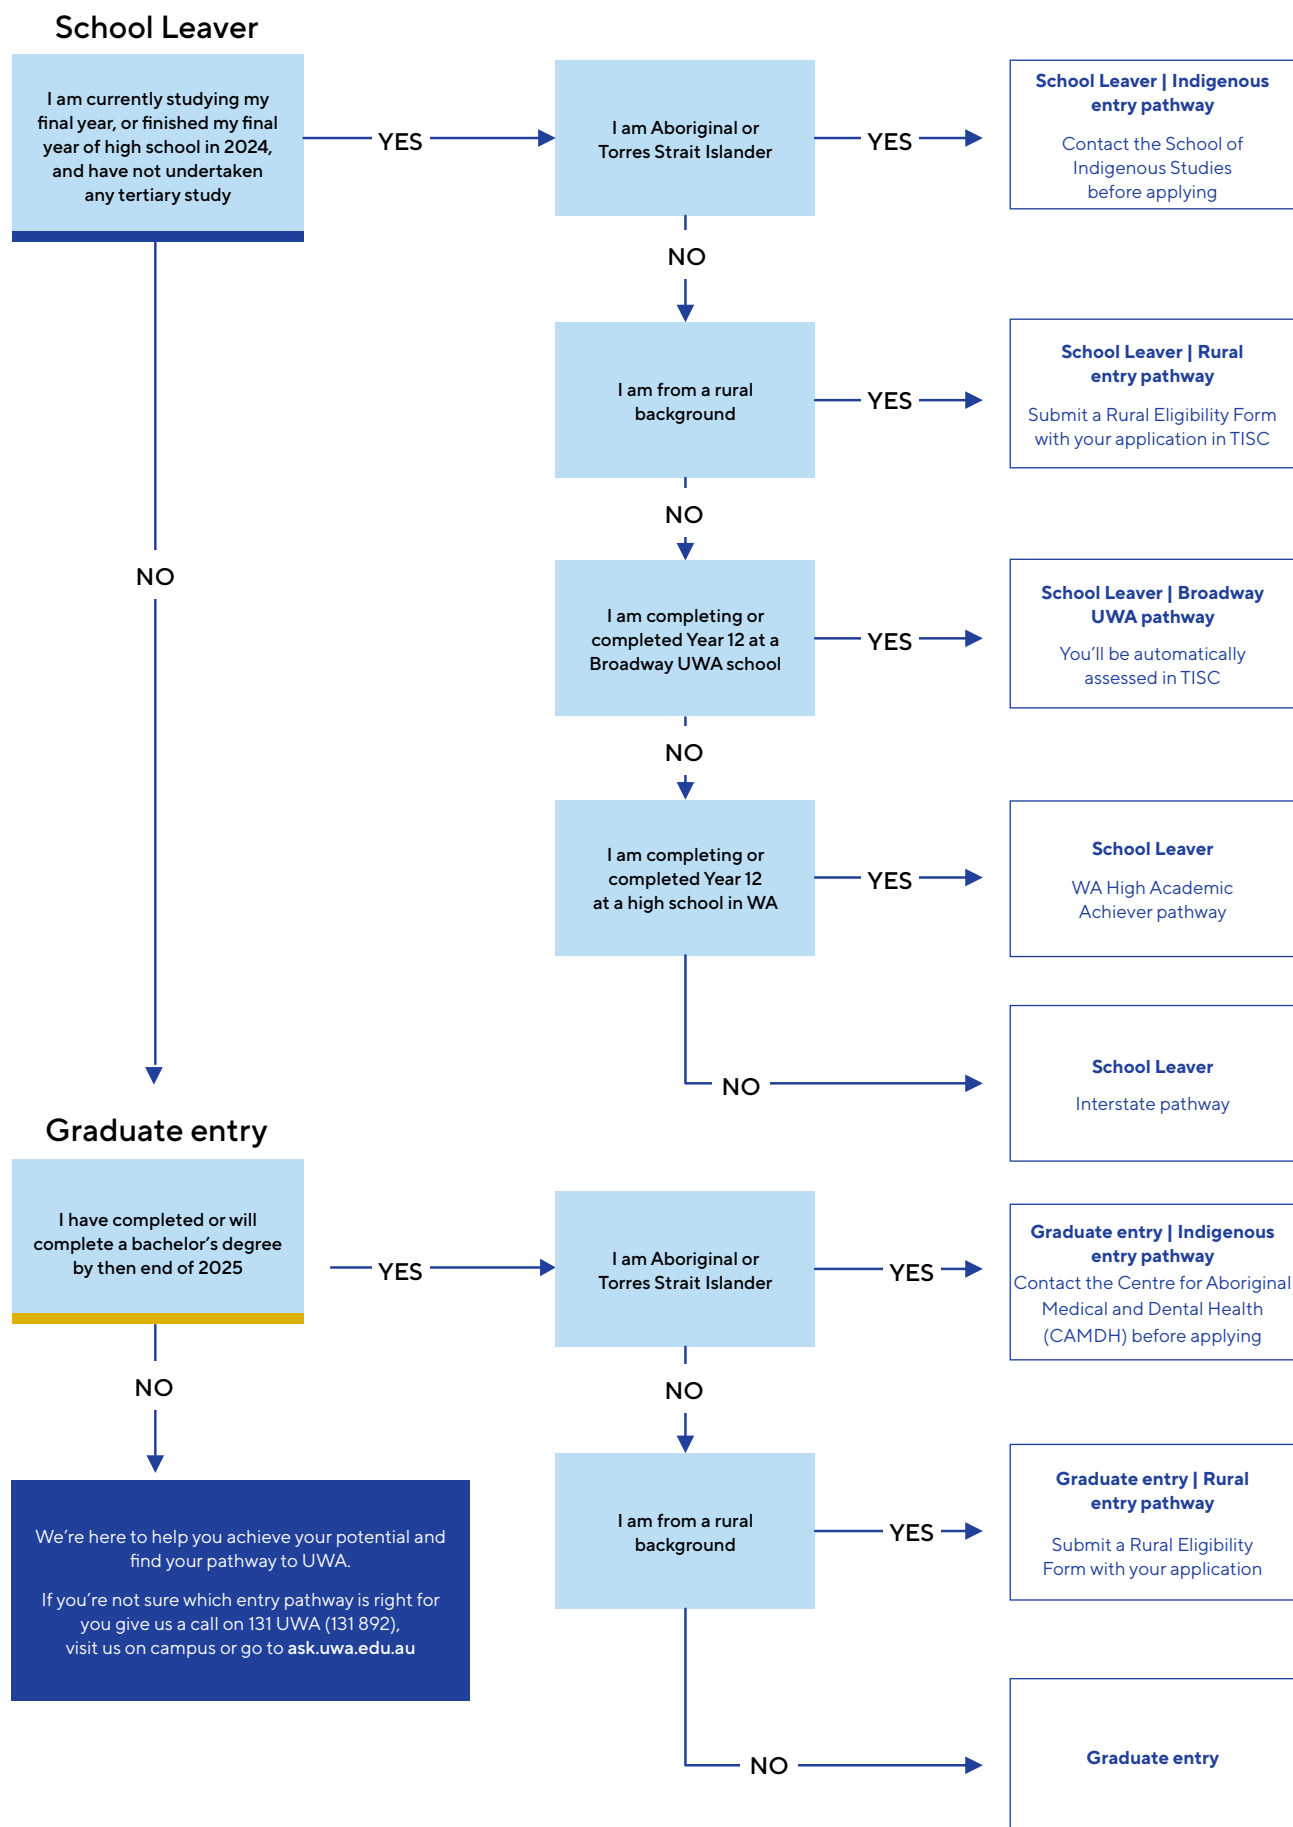 School Leaver
I am currently studying my
final year, or finished my final
year of high school in 2024,
and have not undertaken
any tertiary study
YES
I am Aboriginal or
Torres Strait Islander
YES
School Leaver | Indigenous
entry pathway
Contact the School of
Indigenous Studies
before applying
NO
I am from a rural
background
YES
School Leaver | Rural
entry pathway
Submit a Rural Eligibility Form
with your application in TISC
NO
NO
I am completing or
completed Year 12 at a
Broadway UWA school
YES
School Leaver | Broadway
UWA pathway
You'll be automatically
assessed in TISC
NO
I am completing or
completed Year 12
at a high school in WA
YES
School Leaver
WA High Academic
Achiever pathway
NO
School Leaver
Interstate pathway
Graduate entry
I have completed or will
complete a bachelor's degree
by then end of 2025
YES
I am Aboriginal or
Torres Strait Islander
YES
Graduate entry | Indigenous
entry pathway
Contact the Centre for Aboriginal
Medical and Dental Health
(CAMDH) before applying
NO
NO
I am from a rural
background
YES
Graduate entry | Rural
entry pathway
Submit a Rural Eligibility
Form with your application
We're here to help you achieve your potential and
find your pathway to UWA.
If you're not sure which entry pathway is right for
you give us a call on 131 UWA (131 892),
visit us on campus or go to ask.uwa.edu.au
NO
Graduate entry